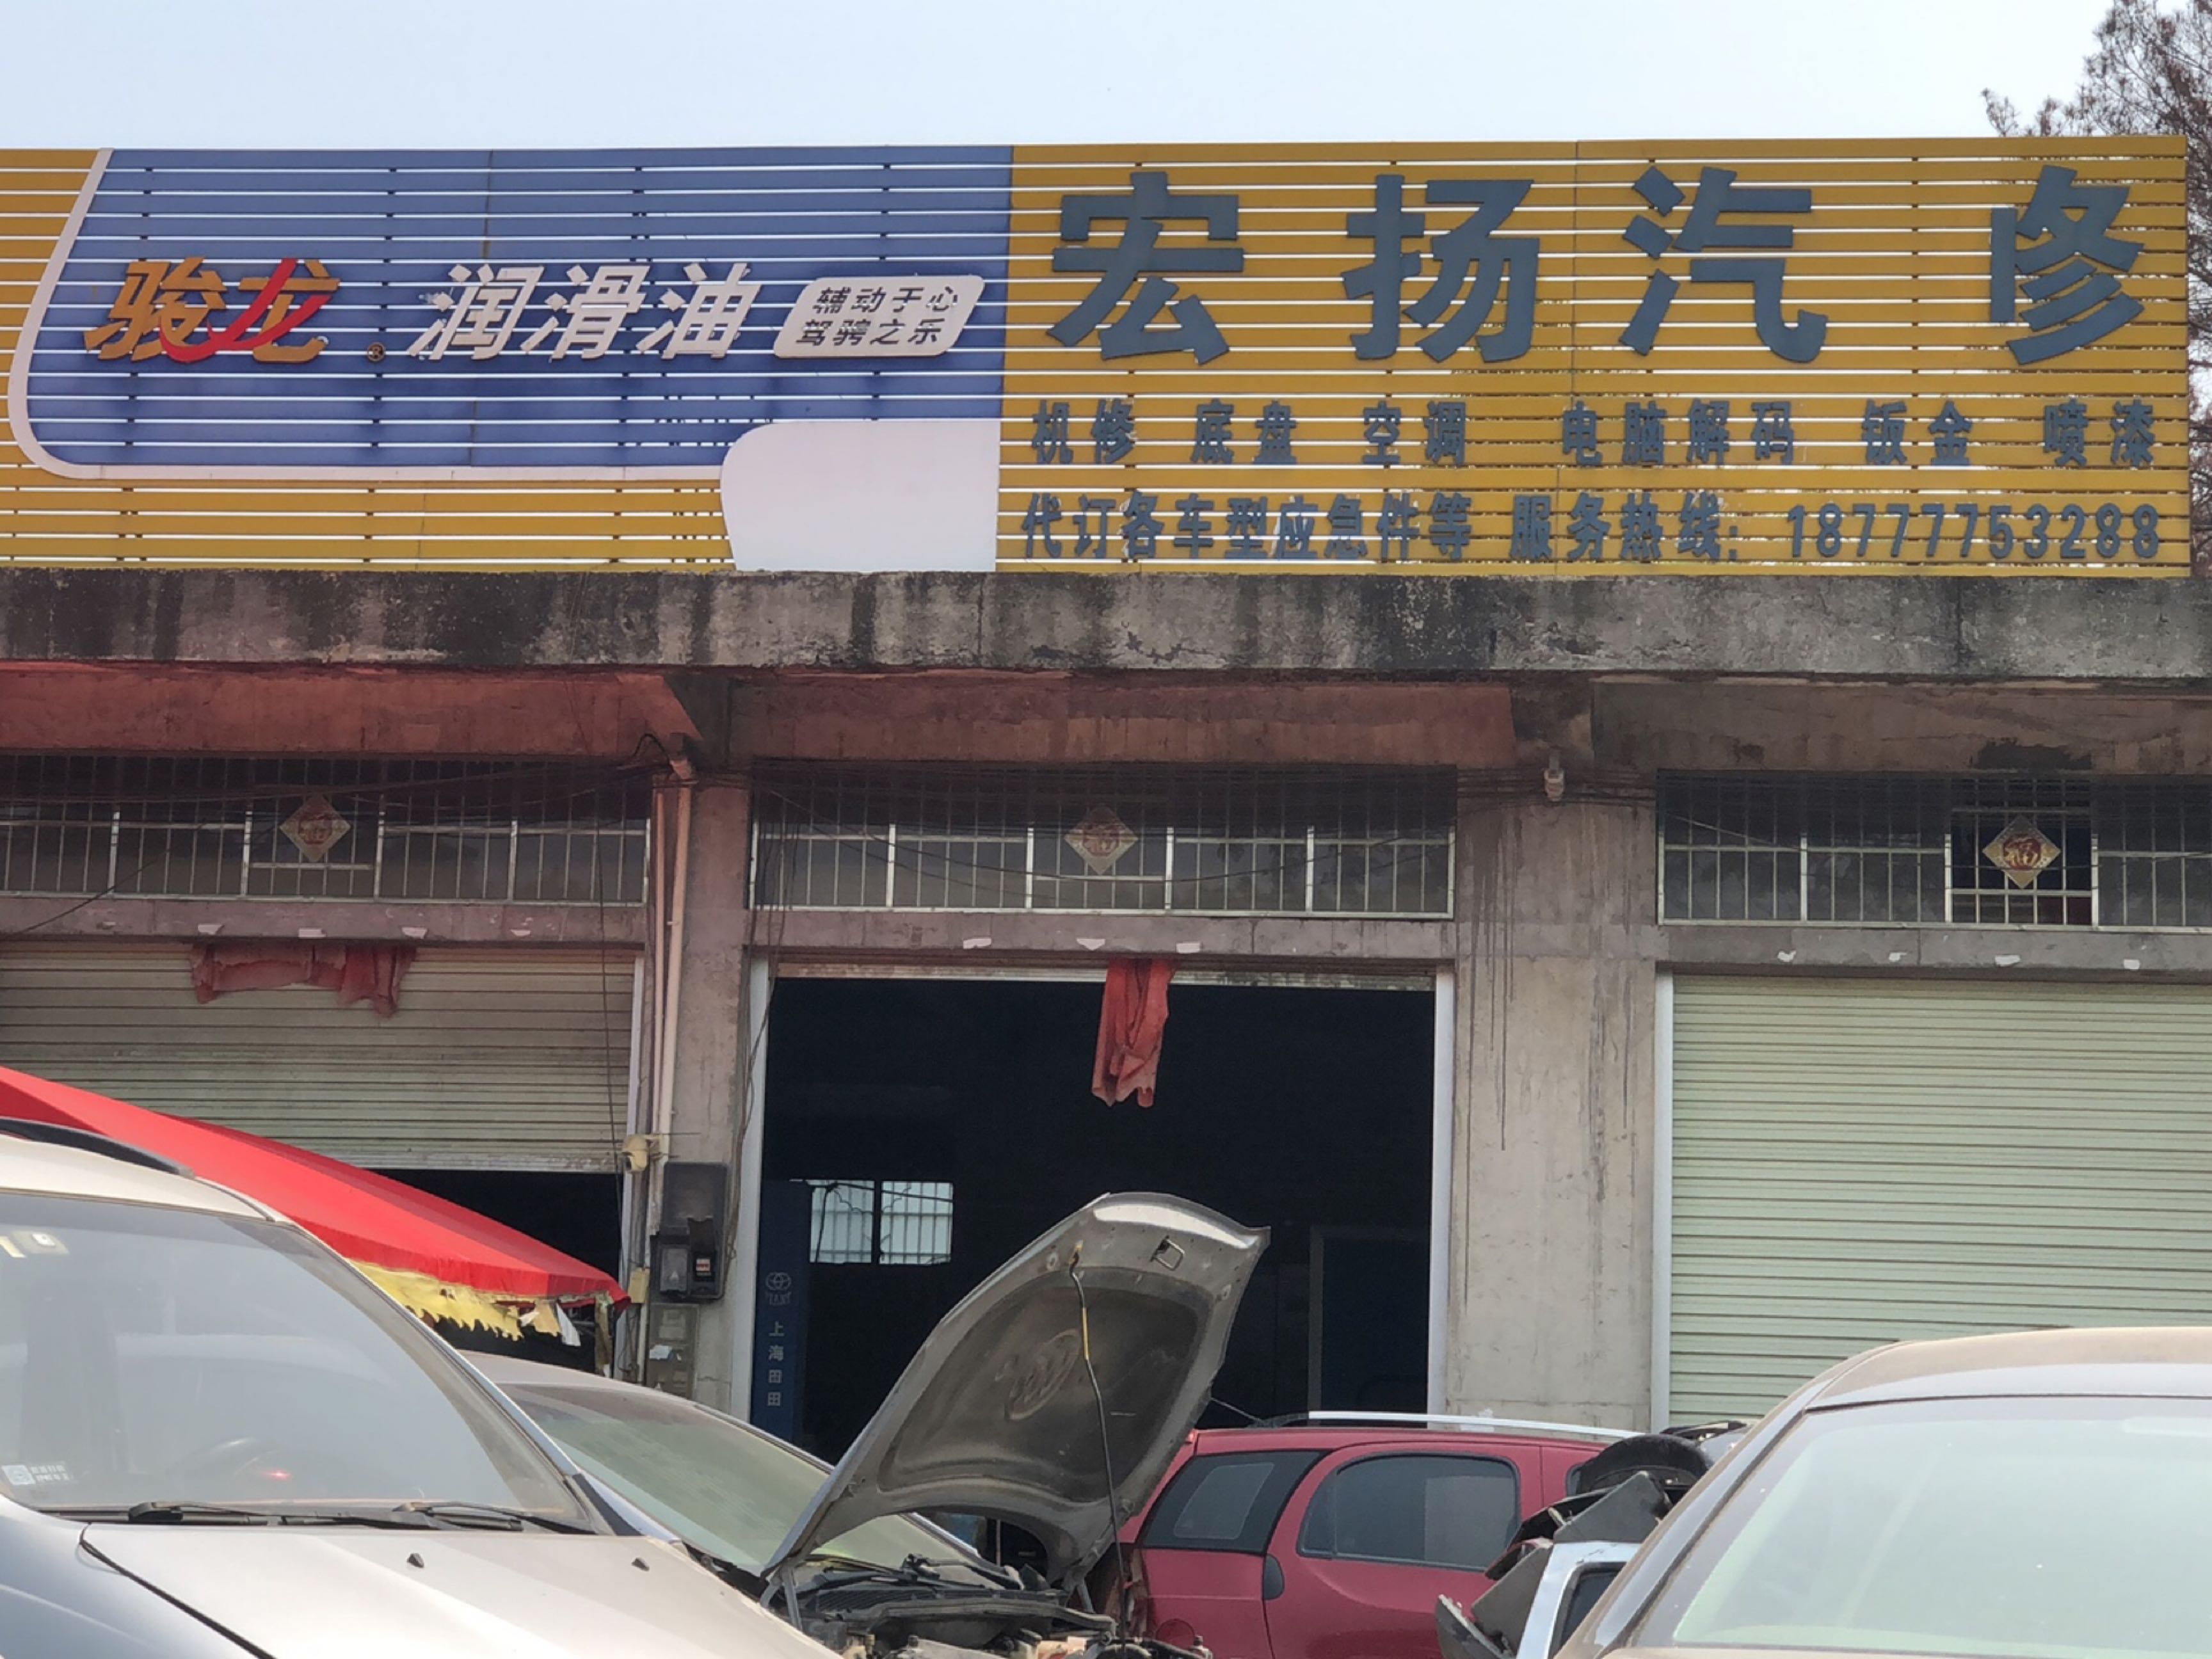 骏龙® 润滑油
辅动于心
驾骋之乐
宏扬汽修
机修 底盘 空调 电脑解码 钣金 喷漆
代订各车型应急件等 服务热线:18777753288
福
上海田田